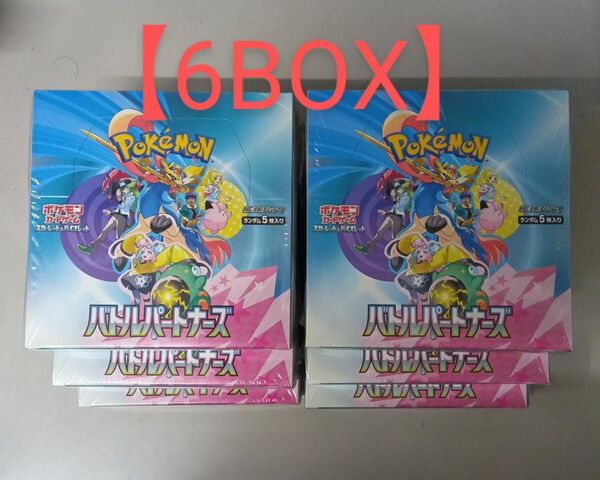 【6BOX】
POKÉMON
ポケモン
カードゲーム
スカーレット&バイオレット
ランダム5枚入り
バトルパートナーズ
バトルパートナーズ
バトルパートナーズ
POKÉMON
ポケモン
カードゲーム
スカーレット&バイオレット
ランダム5枚入り
バトルパートナーズ
バトルパートナーズ
バトルパートナーズ